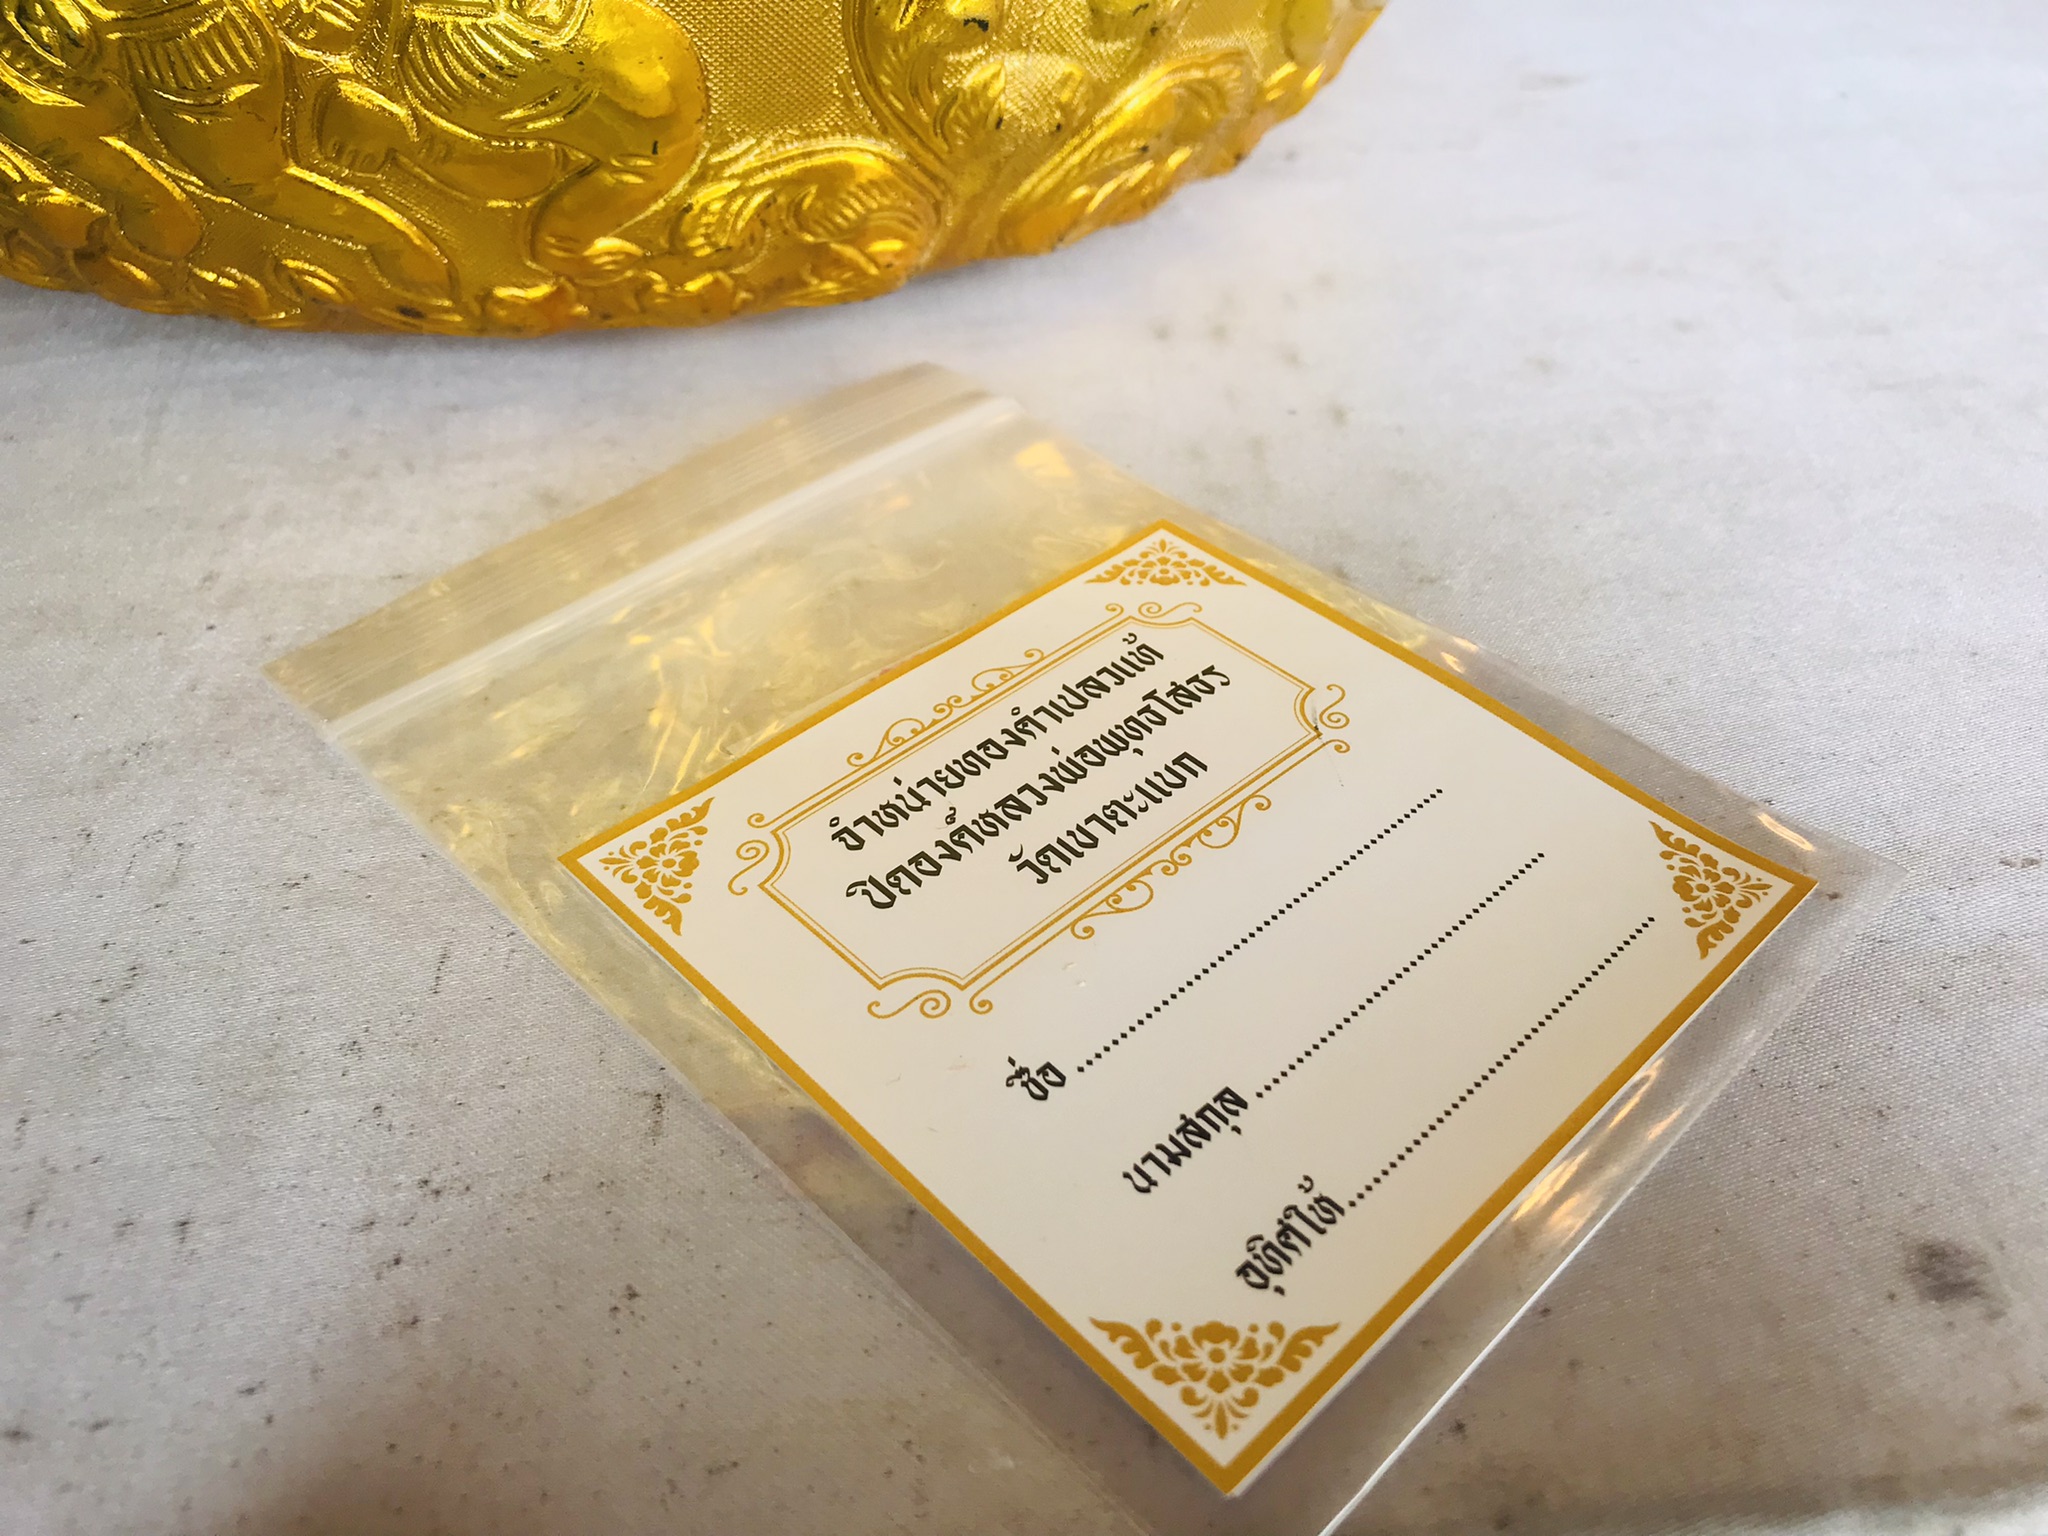 จำหน่ายทองคำเปลวแท้
ปิดองค์หลวงพ่อพุทธโสธร
วัดเขาตะแบก
ชื่อ ........................................
นามสกุล ........................................
อุทิศให้ ........................................